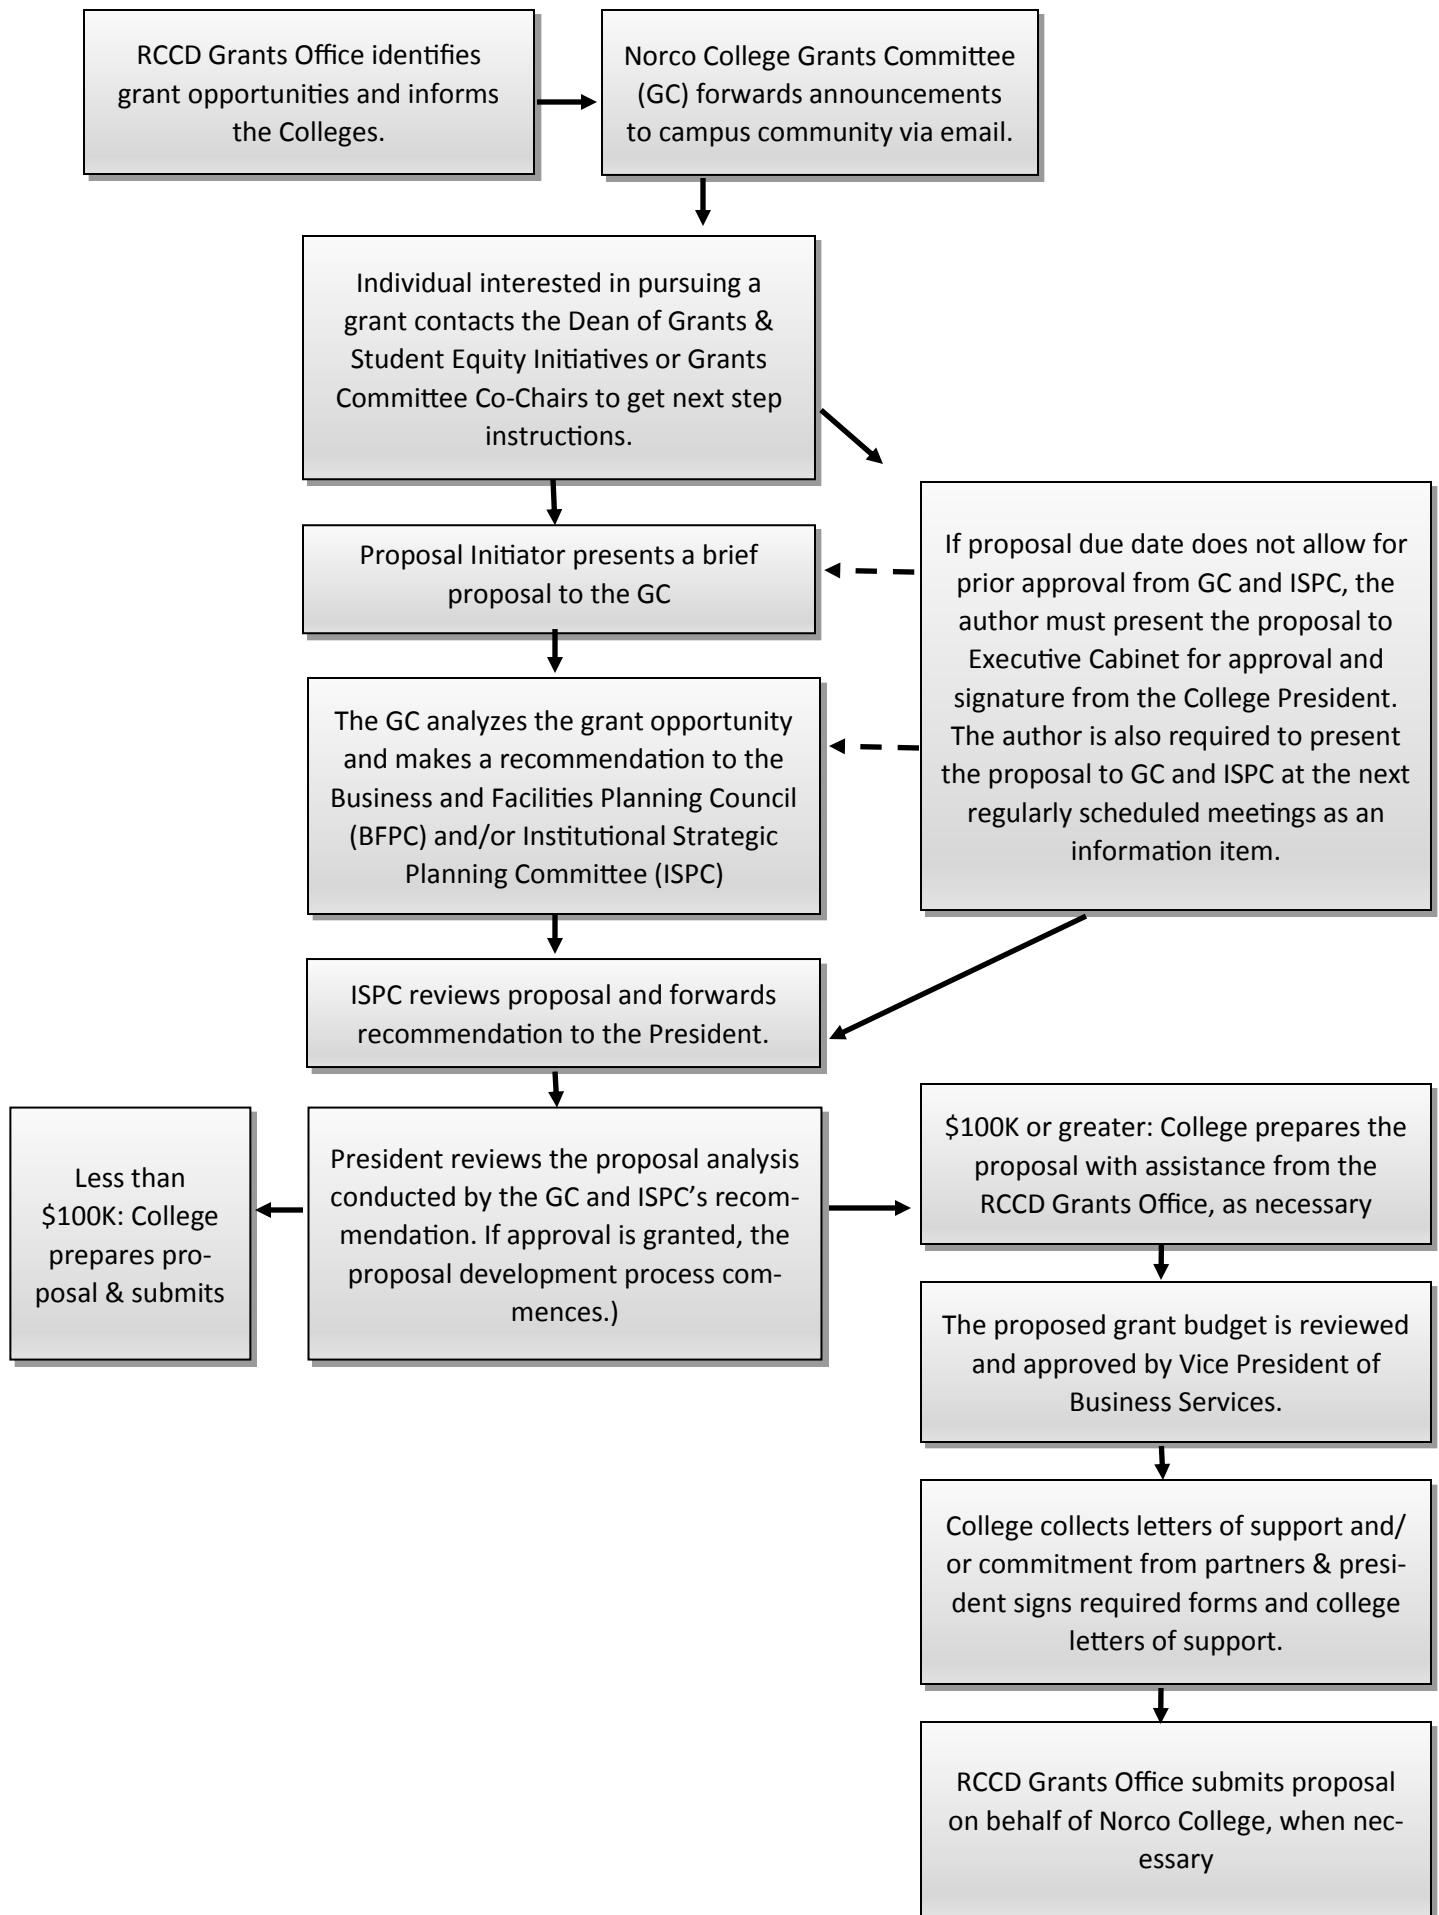 RCCD Grants Office identifies
grant opportunities and informs
the Colleges.
Norco College Grants Committee
(GC) forwards announcements
to campus community via email.
Individual interested in pursuing a
grant contacts the Dean of Grants &
Student Equity Initiatives or Grants
Committee Co-Chairs to get next step
instructions.
Proposal Initiator presents a brief
proposal to the GC
If proposal due date does not allow for
prior approval from GC and ISPC, the
author must present the proposal to
Executive Cabinet for approval and
signature from the College President.
The author is also required to present
the proposal to GC and ISPC at the next
regularly scheduled meetings as an
information item.
The GC analyzes the grant opportunity
and makes a recommendation to the
Business and Facilities Planning Council
(BFPC) and/or Institutional Strategic
Planning Committee (ISPC)
ISPC reviews proposal and forwards
recommendation to the President.
Less than
$100K: College
prepares pro-
posal & submits
President reviews the proposal analysis
conducted by the GC and ISPC’s recom-
mendation. If approval is granted, the
proposal development process com-
mences.)
$100K or greater: College prepares the
proposal with assistance from the
RCCD Grants Office, as necessary
The proposed grant budget is reviewed
and approved by Vice President of
Business Services.
College collects letters of support and/
or commitment from partners & presi-
dent signs required forms and college
letters of support.
RCCD Grants Office submits proposal
on behalf of Norco College, when nec-
essary